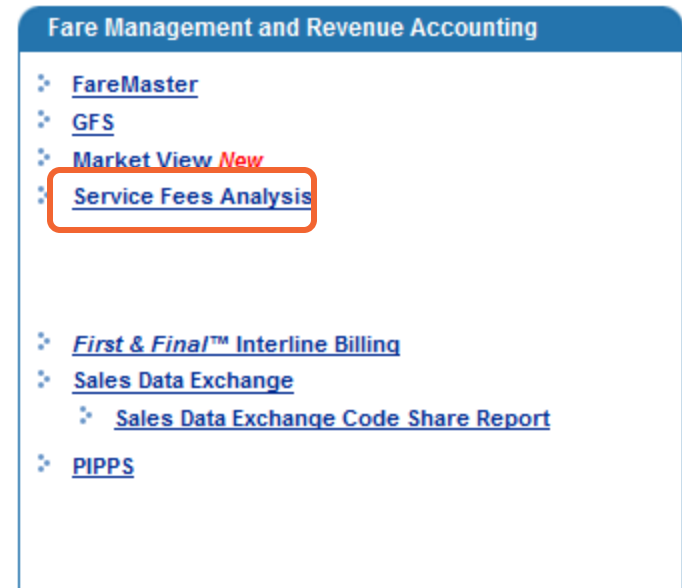 Fare Management and Revenue Accounting
FareMaster
GFS
Market View New
Service Fees Analysis
First & Final™ Interline Billing
Sales Data Exchange
Sales Data Exchange Code Share Report
PIPPS